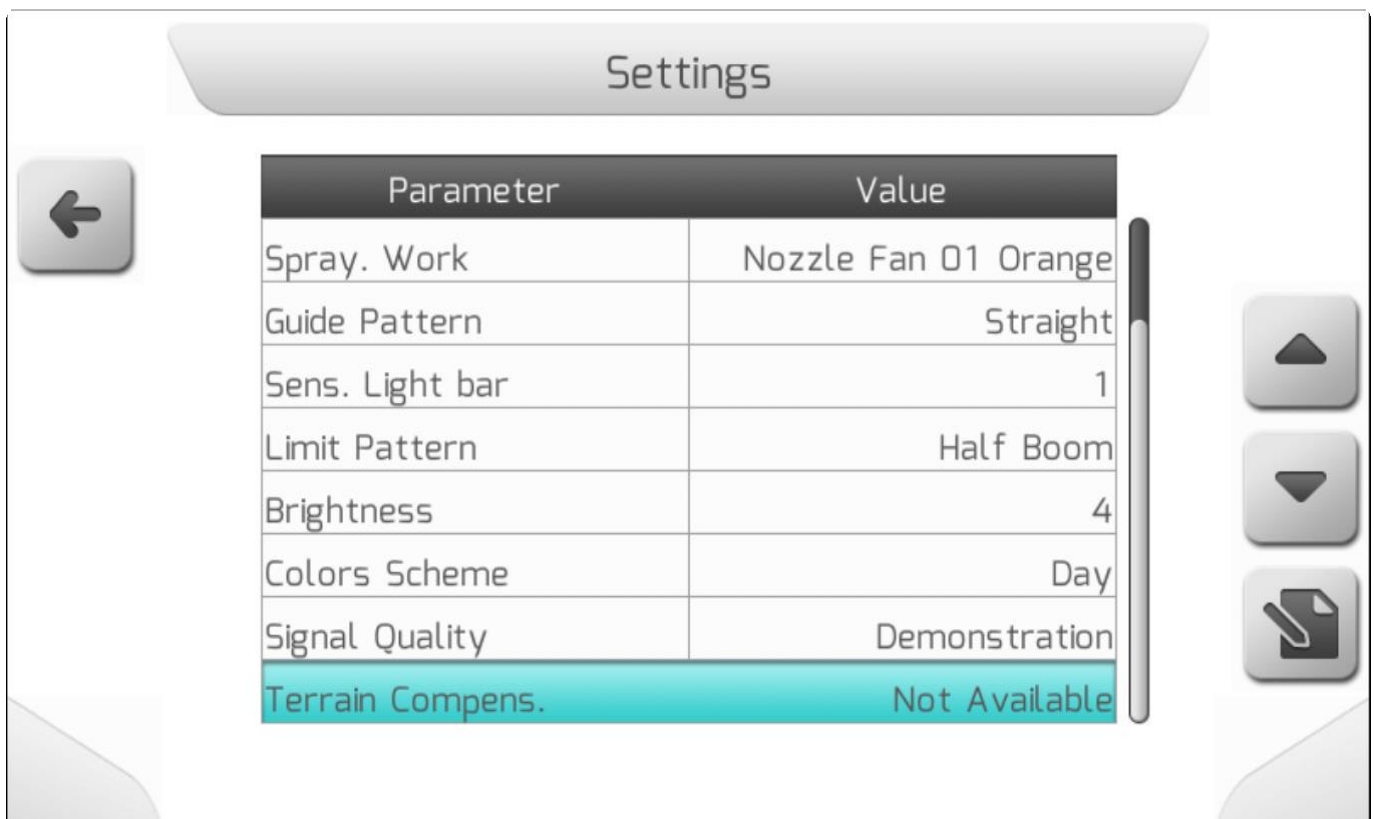 Settings
Parameter Value
Spray. Work Nozzle Fan 01 Orange
Guide Pattern Straight
Sens. Light bar 1
Limit Pattern Half Boom
Brightness 4
Colors Scheme Day
Signal Quality Demonstration
Terrain Compens. Not Available